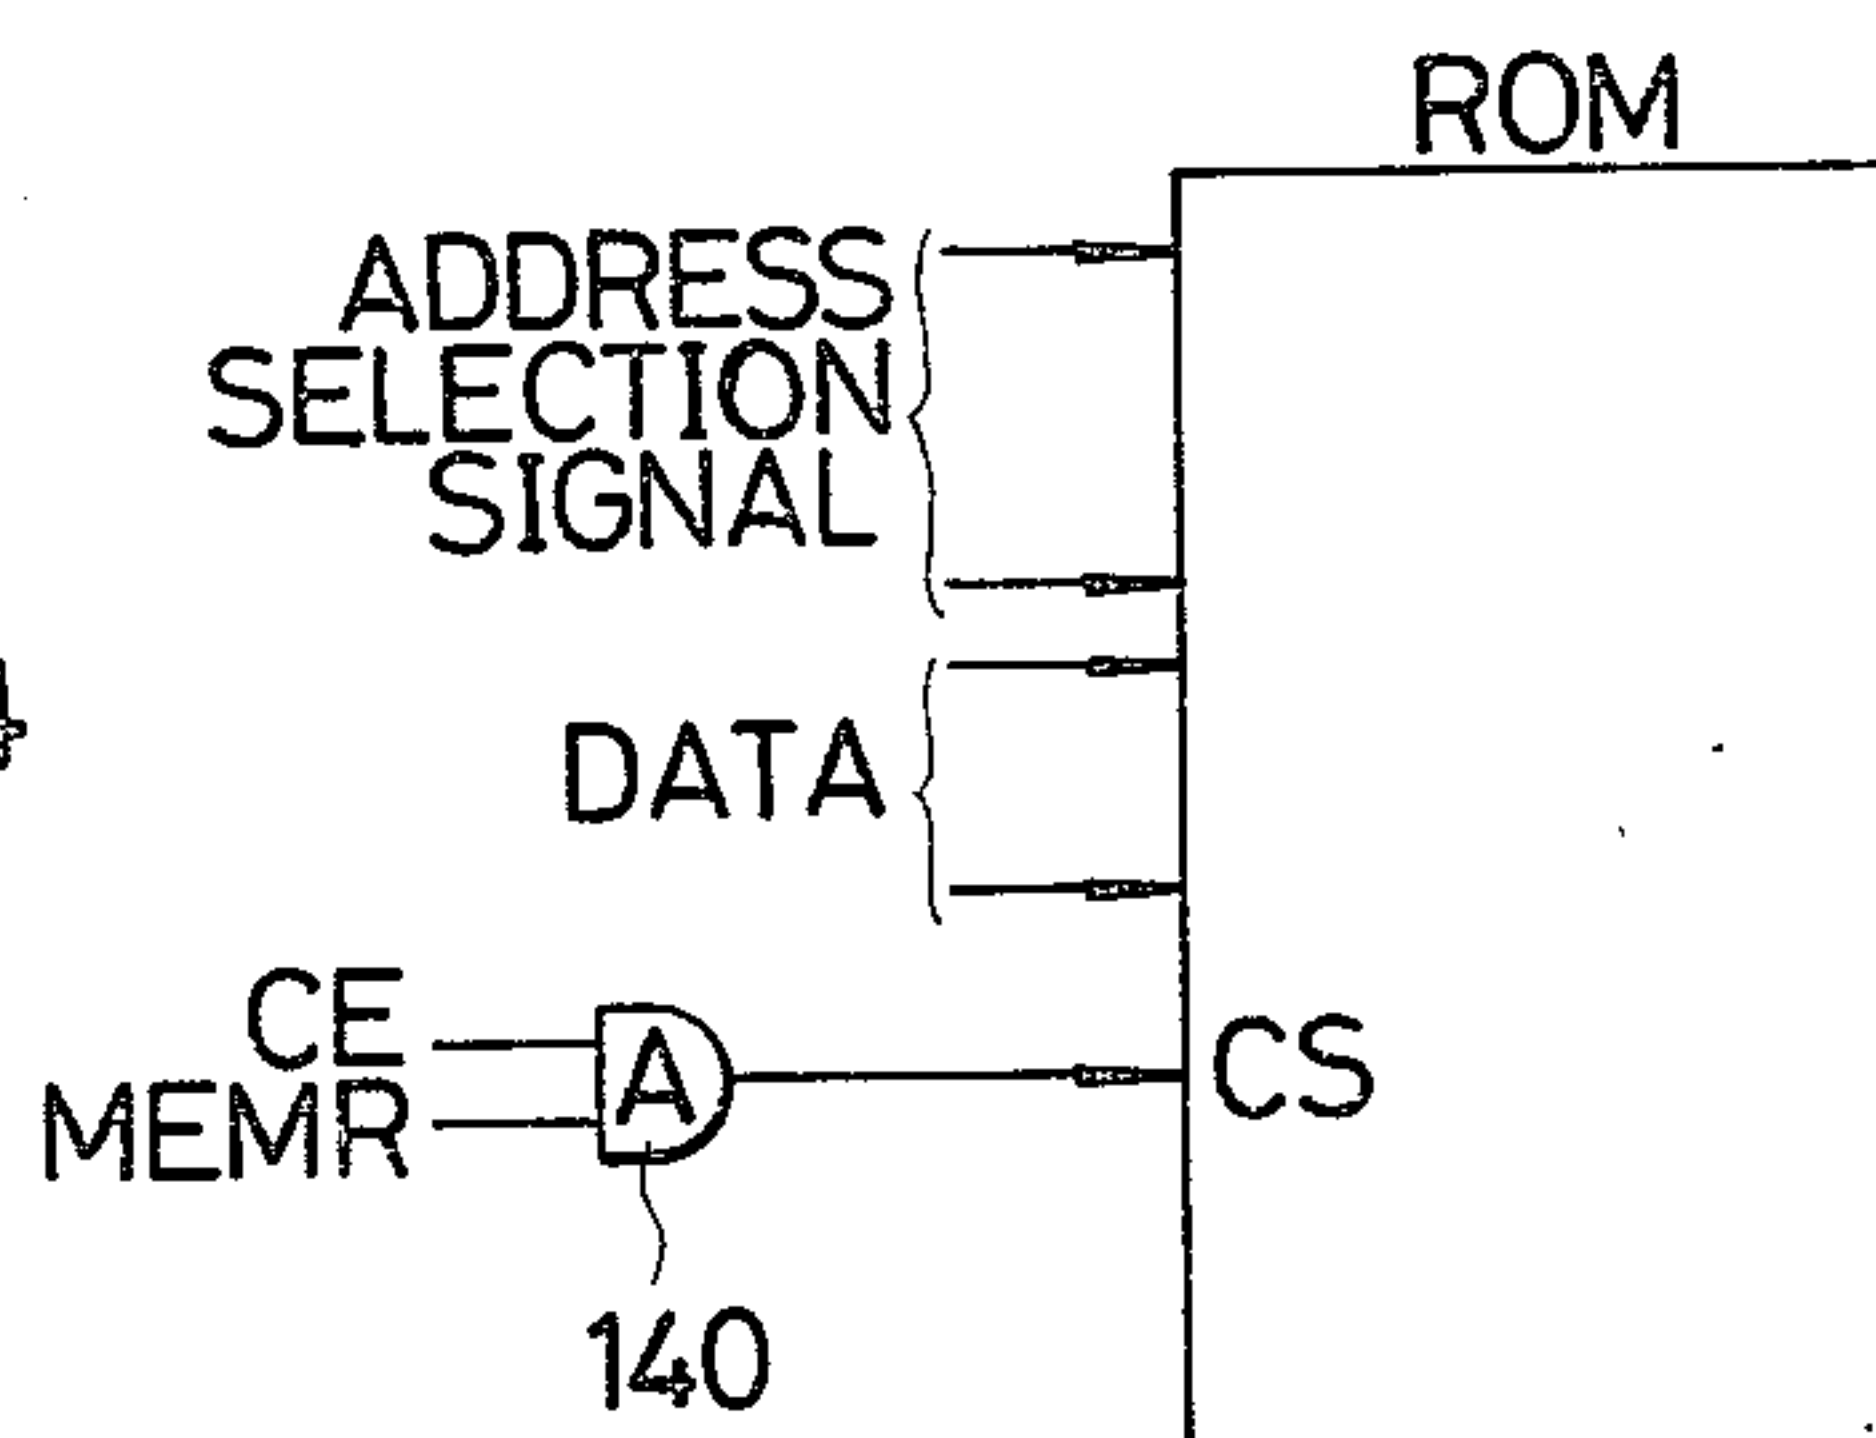 ROM
ADDRESS
SELECTION
SIGNAL
DATA
CE
MEMR
A
CS
140